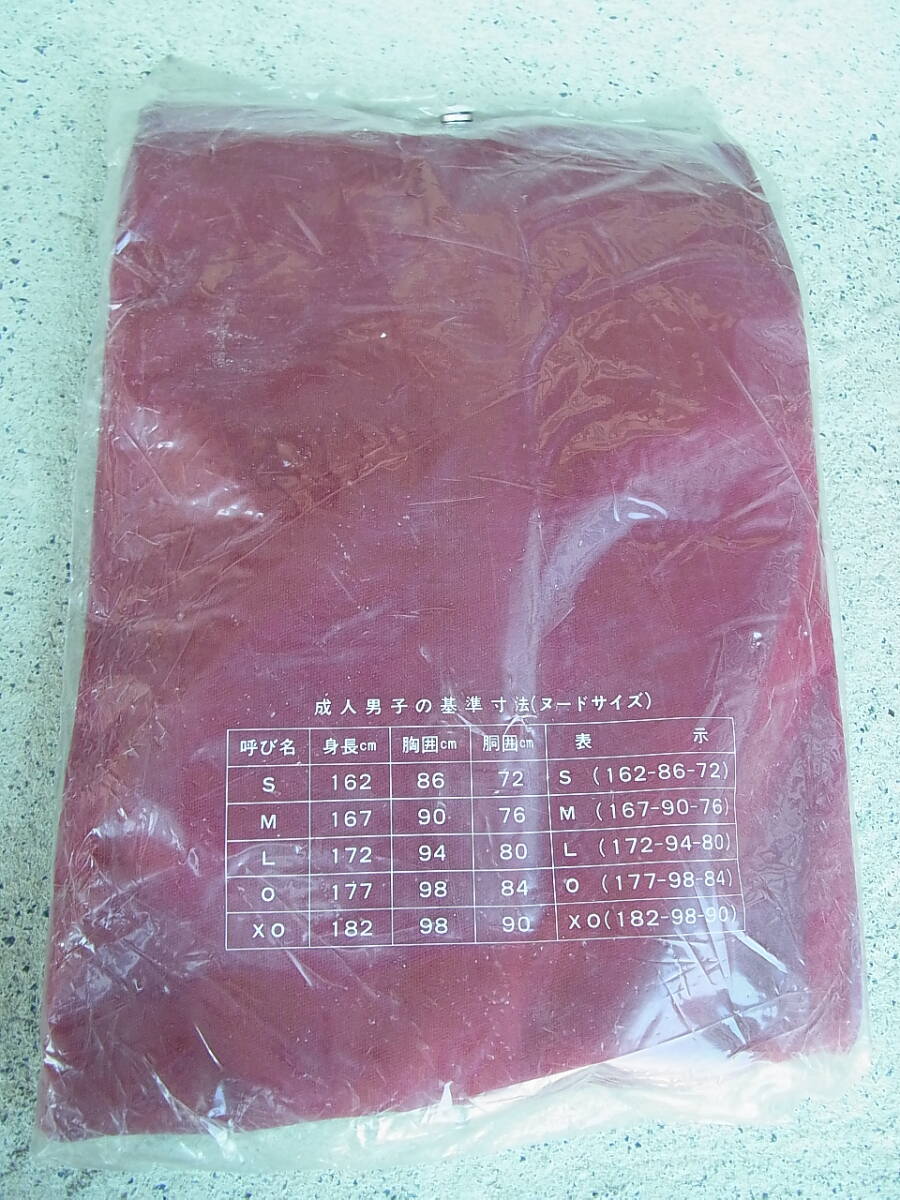 成人男子の基準寸法(ヌードサイズ)
呼び名 身長cm 胸囲cm 胴囲cm 表示
S 162 86 72 S (162-86-72)
M 167 90 76 M (167-90-76)
L 172 94 80 L (172-94-80)
O 177 98 84 O (177-98-84)
XO 182 98 90 XO(182-98-90)